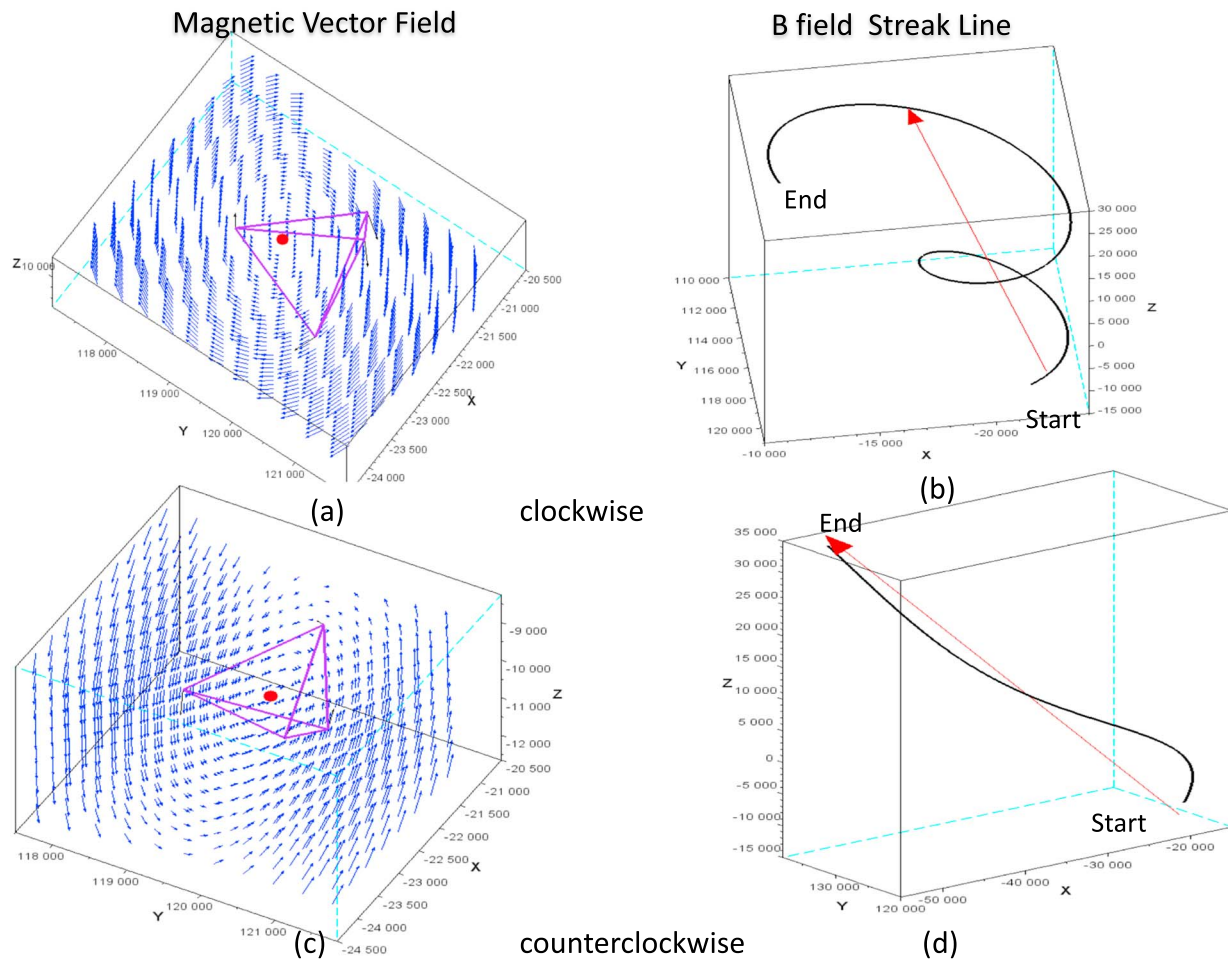 Magnetic Vector Field
B field Streak Line
Z
10 000
118 000
119 000
Y
120 000
121 000
-20 500
-21 000
-21 500
-22 000
-22 500
X
-23 000
-23 500
-24 000
(a)
End
Start
110 000
112 000
Y
114 000
116 000
118 000
120 000
-10 000
-15 000
x
-20 000
30 000
25 000
20 000
15 000
Z
10 000
5 000
0
-5 000
-10 000
-15 000
(b)
clockwise
-9 000
-10 000
Z
-11 000
-12 000
-20 500
-21 500
-22 000
X
-22 500
-23 000
-24 000
-24 500
118 000
119 000
Y
120 000
121 000
(c)
End
Start
35 000
30 000
25 000
20 000
15 000
Z
10 000
5 000
0
-5 000
-10 000
-15 000
130 000
Y
120 000
-50 000
-40 000
x
-30 000
-20 000
(d)
counterclockwise